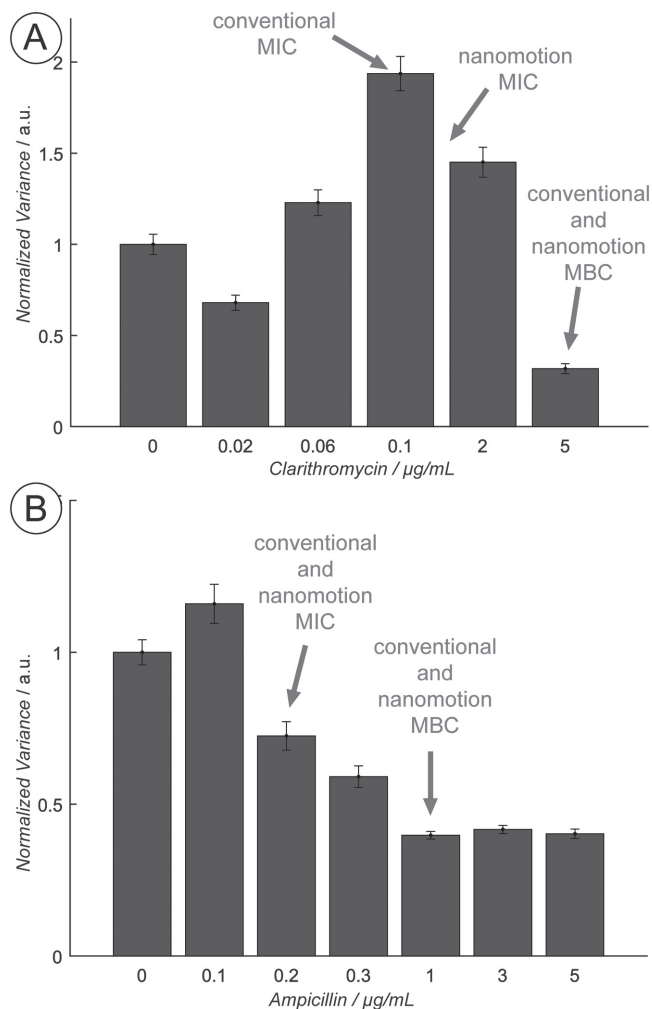 A
conventional
MIC
nanomotion
MIC
conventional
and
nanomotion
MBC
Normalized Variance / a.u.
2
1.5
1
0.5
0
0 0.02 0.06 0.1 2 5
Clarithromycin / µg/mL
B
conventional
and
nanomotion
MIC
conventional
and
nanomotion
MBC
Normalized Variance / a.u.
1
0.5
0
0 0.1 0.2 0.3 1 3 5
Ampicillin / µg/mL